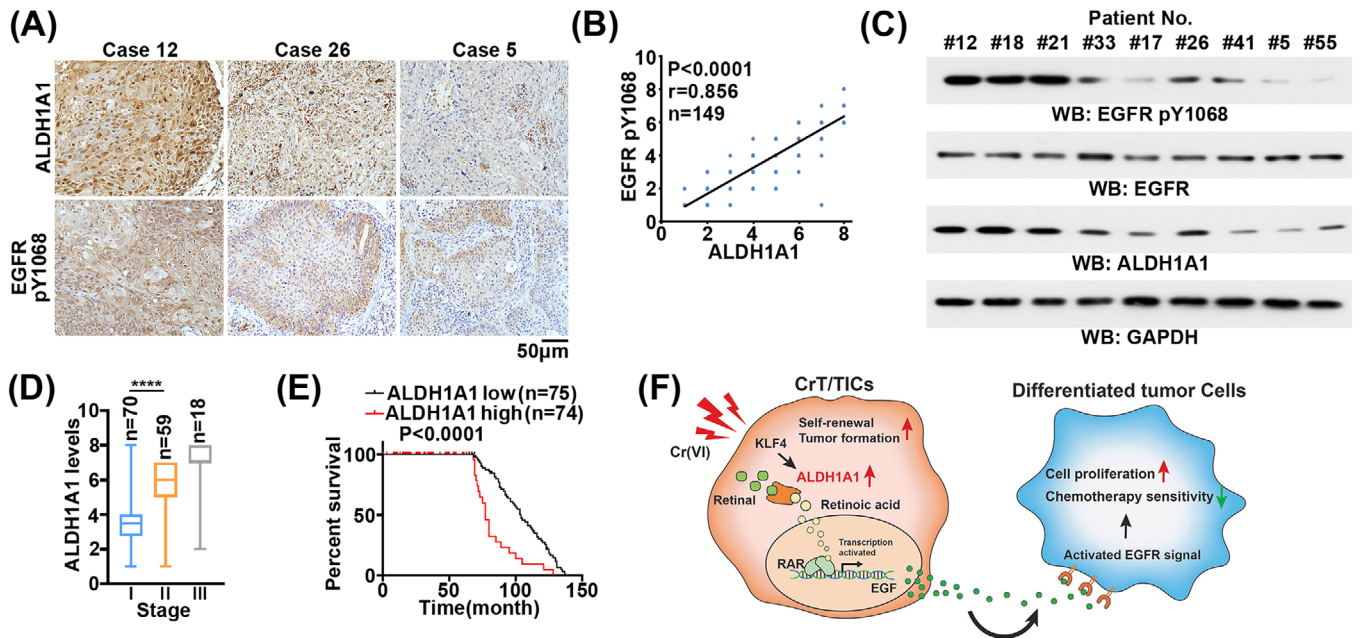 (A)
Case 12 Case 26 Case 5
ALDH1A1
EGFR
pY1068
50μm
(B)
P<0.0001
r=0.856
n=149
EGFR pY1068
10
8
6
4
2
0
0 2 4 6 8
ALDH1A1
(C)
Patient No.
#12 #18 #21 #33 #17 #26 #41 #5 #55
WB: EGFR pY1068
WB: EGFR
WB: ALDH1A1
WB: GAPDH
(D)
ALDH1A1 levels
10
8
6
4
2
0
n=70
****
n=59
n=18
I II III
Stage
(E)
ALDH1A1 low(n=75)
ALDH1A1 high(n=74)
P<0.0001
Percent survival
100
50
0
0 50 100 150
Time(month)
(F)
CrT/TICs
Cr(VI)
Self-renewal
Tumor formation
KLF4
ALDH1A1
Retinal
Retinoic acid
Transcription
activated
RAR
EGF
Differentiated tumor Cells
Cell proliferation
Chemotherapy sensitivity
Activated EGFR signal